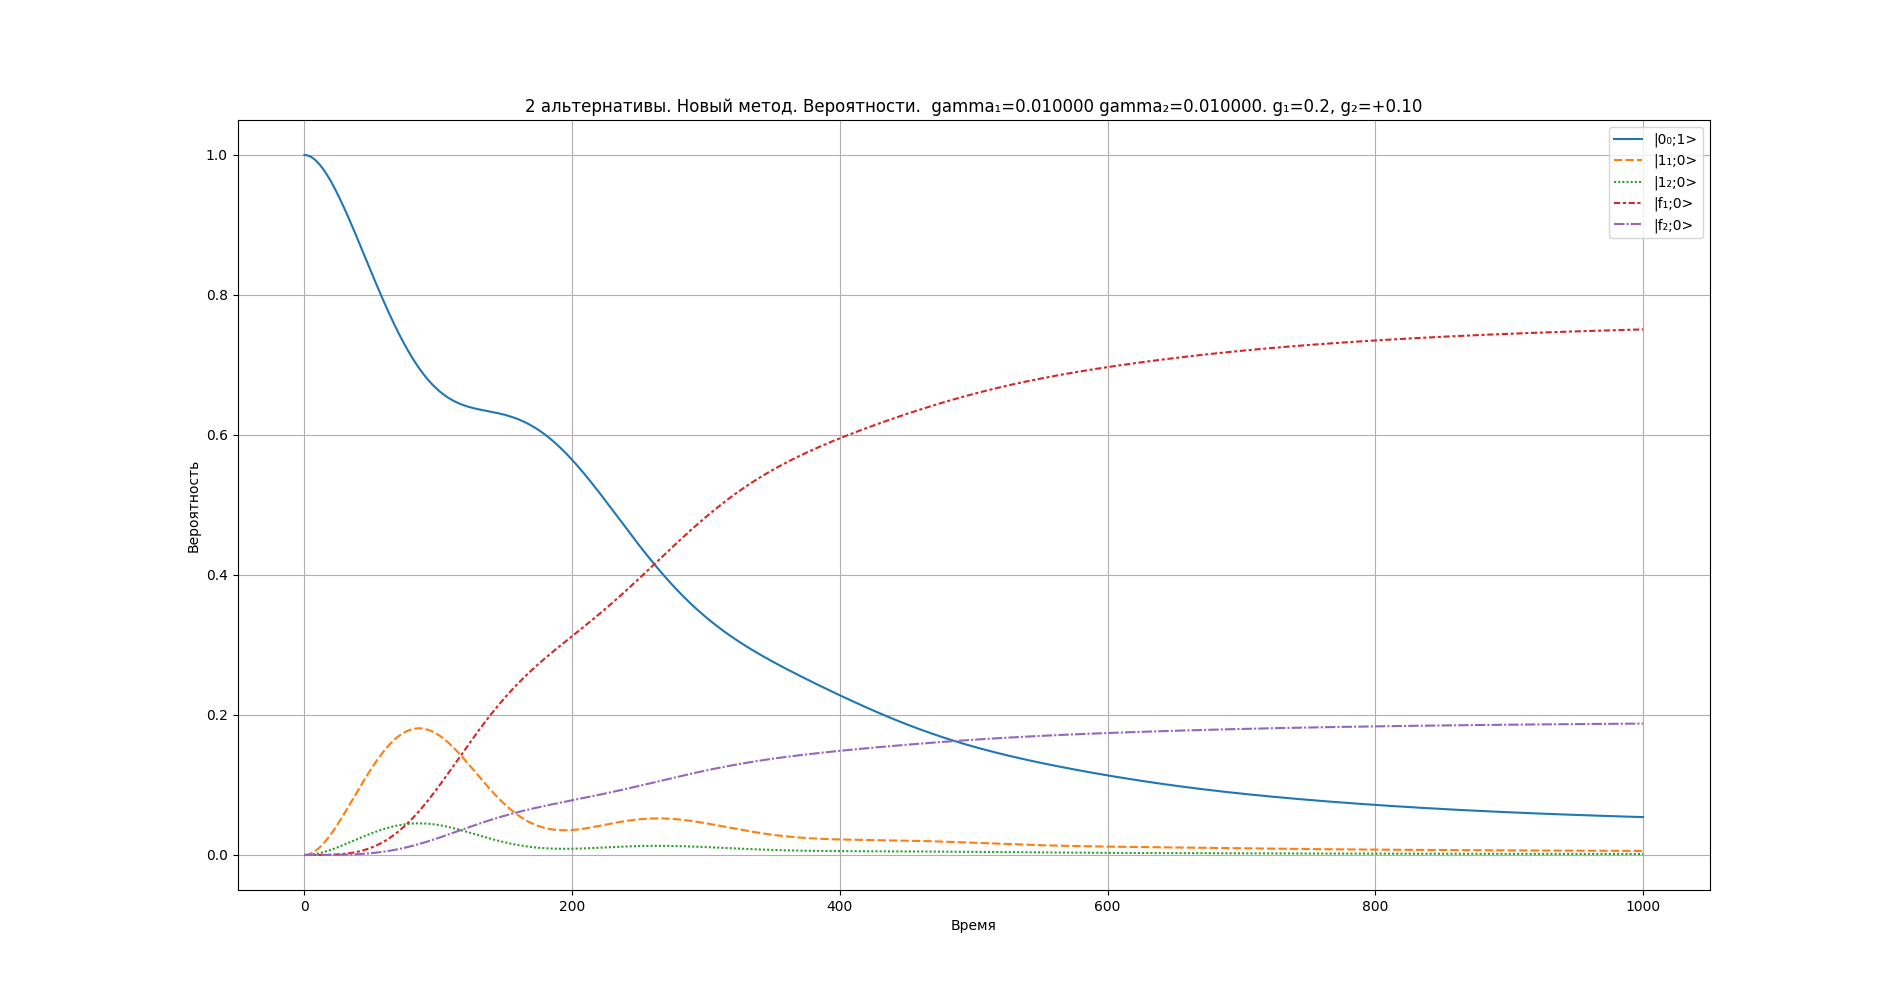 2 альтернативы. Новый метод. Вероятности.  gamma₁=0.010000 gamma₂=0.010000. g₁=0.2, g₂=+0.10
|0₀;1>
|1₁;0>
|1₂;0>
|f₁;0>
|f₂;0>
1.0
0.8
0.6
0.4
0.2
0.0
Вероятность
0 200 400 600 800 1000
Время